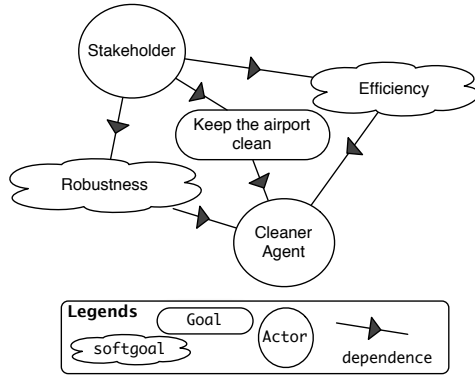 Stakeholder
Efficiency
Keep the airport
clean
Robustness
Cleaner
Agent
Legends
Goal
softgoal
Actor
dependence